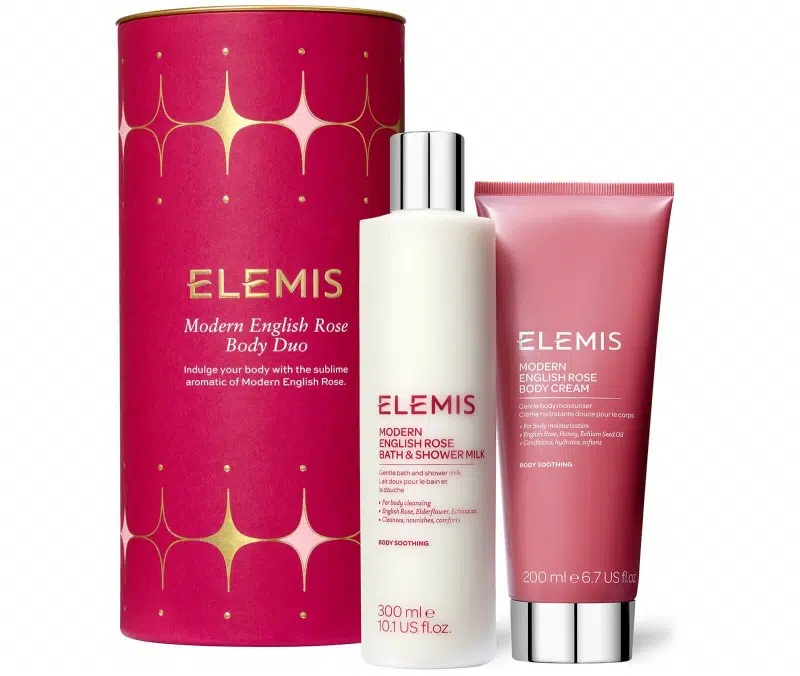 ELEMIS
Modern English Rose
Body Duo
Indulge your body with the sublime
aromatic of Modern English Rose.
ELEMIS
MODERN
ENGLISH ROSE
BATH & SHOWER MILK
Gentle bath and shower milk
Lait doux pour le bain et
la douche
• For body cleansing
• English Rose, Elderflower, Echinacea
• Cleanses, nourishes, comforts
BODY SOOTHING
300 ml e
10.1 US fl.oz.
ELEMIS
MODERN
ENGLISH ROSE
BODY CREAM
Gentle body moisturiser
Crème hydratante douce pour le corps
• For body moisturisation
• English Rose, Honey, Echium Seed Oil
• Conditions, hydrates, softens
BODY SOOTHING
200 ml e 6.7 US fl.oz.